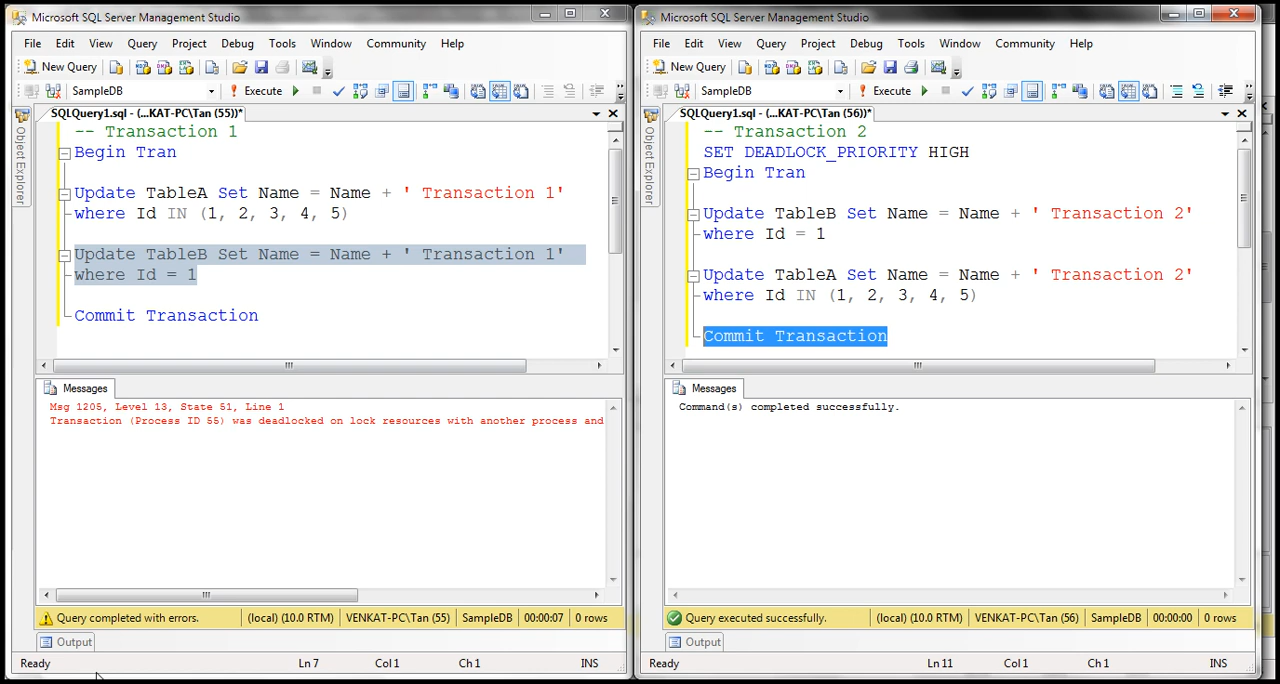 Microsoft SQL Server Management Studio
File Edit View Query Project Debug Tools Window Community Help
New Query
SampleDB Execute
SQLQuery1.sql - (...KAT-PC\Tan (55))*
Object Explorer
-- Transaction 1
Begin Tran
Update TableA Set Name = Name + ' Transaction 1'
where Id IN (1, 2, 3, 4, 5)
Update TableB Set Name = Name + ' Transaction 1'
where Id = 1
Commit Transaction
Messages
Msg 1205, Level 13, State 51, Line 1
Transaction (Process ID 55) was deadlocked on lock resources with another process and
Query completed with errors. (local) (10.0 RTM) VENKAT-PC\Tan (55) SampleDB 00:00:07 0 rows
Output
Ready Ln 7 Col 1 Ch 1 INS
Microsoft SQL Server Management Studio
File Edit View Query Project Debug Tools Window Community Help
New Query
SampleDB Execute
SQLQuery1.sql - (...KAT-PC\Tan (56))*
Object Explorer
-- Transaction 2
SET DEADLOCK_PRIORITY HIGH
Begin Tran
Update TableB Set Name = Name + ' Transaction 2'
where Id = 1
Update TableA Set Name = Name + ' Transaction 2'
where Id IN (1, 2, 3, 4, 5)
Commit Transaction
Messages
Command(s) completed successfully.
Query executed successfully. (local) (10.0 RTM) VENKAT-PC\Tan (56) SampleDB 00:00:00 0 rows
Output
Ready Ln 11 Col 1 Ch 1 INS